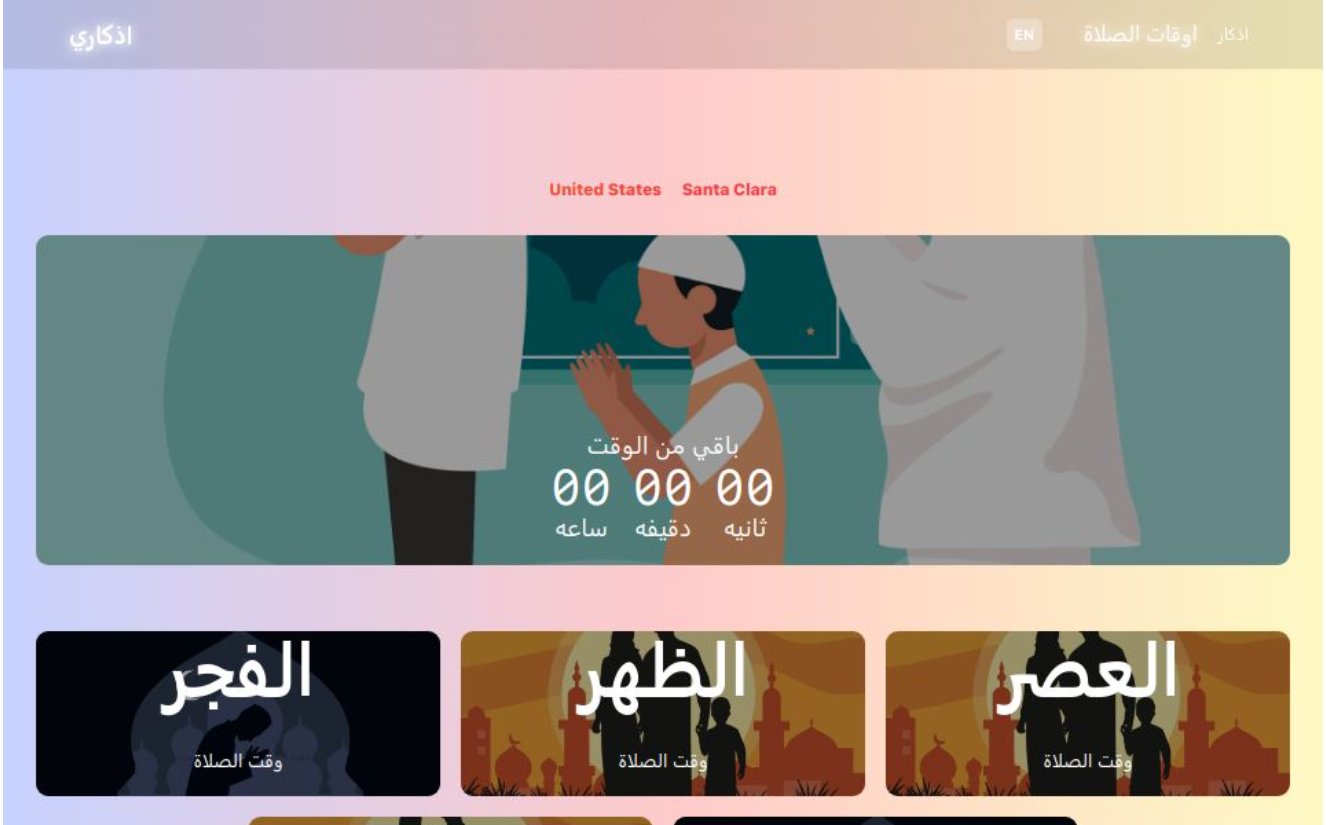 اذكار اوقات الصلاة EN اذكاري
United States Santa Clara
باقي من الوقت
00 00 00
ثانيه دقيفه ساعه
العصر الظهر الفجر
وقت الصلاة وقت الصلاة وقت الصلاة